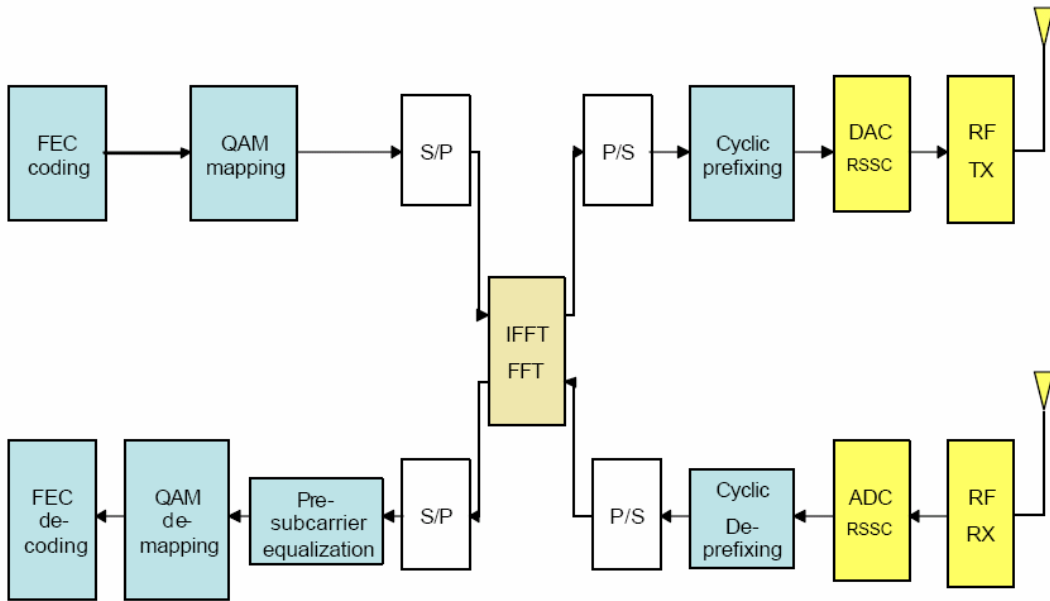 FEC
coding
QAM
mapping
S/P
P/S
Cyclic
prefixing
DAC
RSSC
RF
TX
IFFT
FFT
FEC
de-
coding
QAM
de-
mapping
Pre-
subcarrier
equalization
S/P
P/S
Cyclic
De-
prefixing
ADC
RSSC
RF
RX